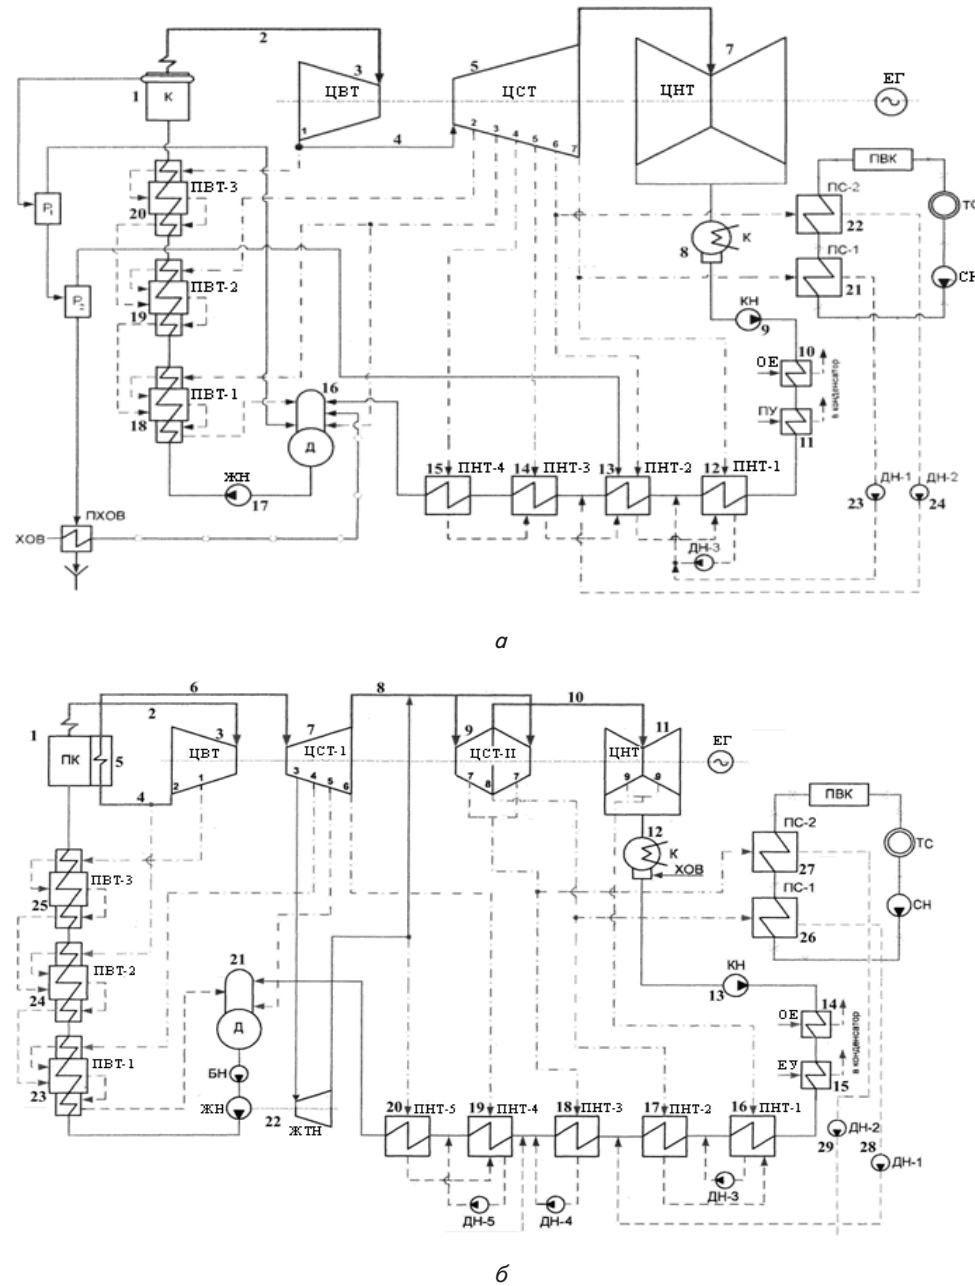 2
3
ЦВТ
1
1
К
4
5
ЦСТ
2
3
4
5
6
7
7
ЦНТ
ЕГ
ПВК
ПС-2
22
ТС
ПС-1
21
СН
К
8
КН
9
ПВТ-3
20
ПВТ-2
19
ПВТ-1
18
16
Д
ЖН
17
10
ОЕ
ПУ
11
в конденсатор
15
ПНТ-4
14
ПНТ-3
13
ПНТ-2
12
ПНТ-1
ДН-1
23
ДН-2
24
ДН-3
ПХОВ
ХОВ
а
6
2
1
ПК
5
4
3
ЦВТ
2
1
7
ЦСТ-І
3
4
5
6
8
9
ЦСТ-ІІ
7
8
7
10
11
ЦНТ
9
9
ЕГ
ПВК
ПС-2
27
ТС
ПС-1
26
СН
12
К
ХОВ
КН
13
ПВТ-3
25
ПВТ-2
24
ПВТ-1
23
21
Д
БН
ЖН
22
ЖТН
14
ОЕ
ЕУ
15
в конденсатор
20
ПНТ-5
19
ПНТ-4
18
ПНТ-3
17
ПНТ-2
16
ПНТ-1
ДН-2
29
28
ДН-1
ДН-3
ДН-5
ДН-4
б